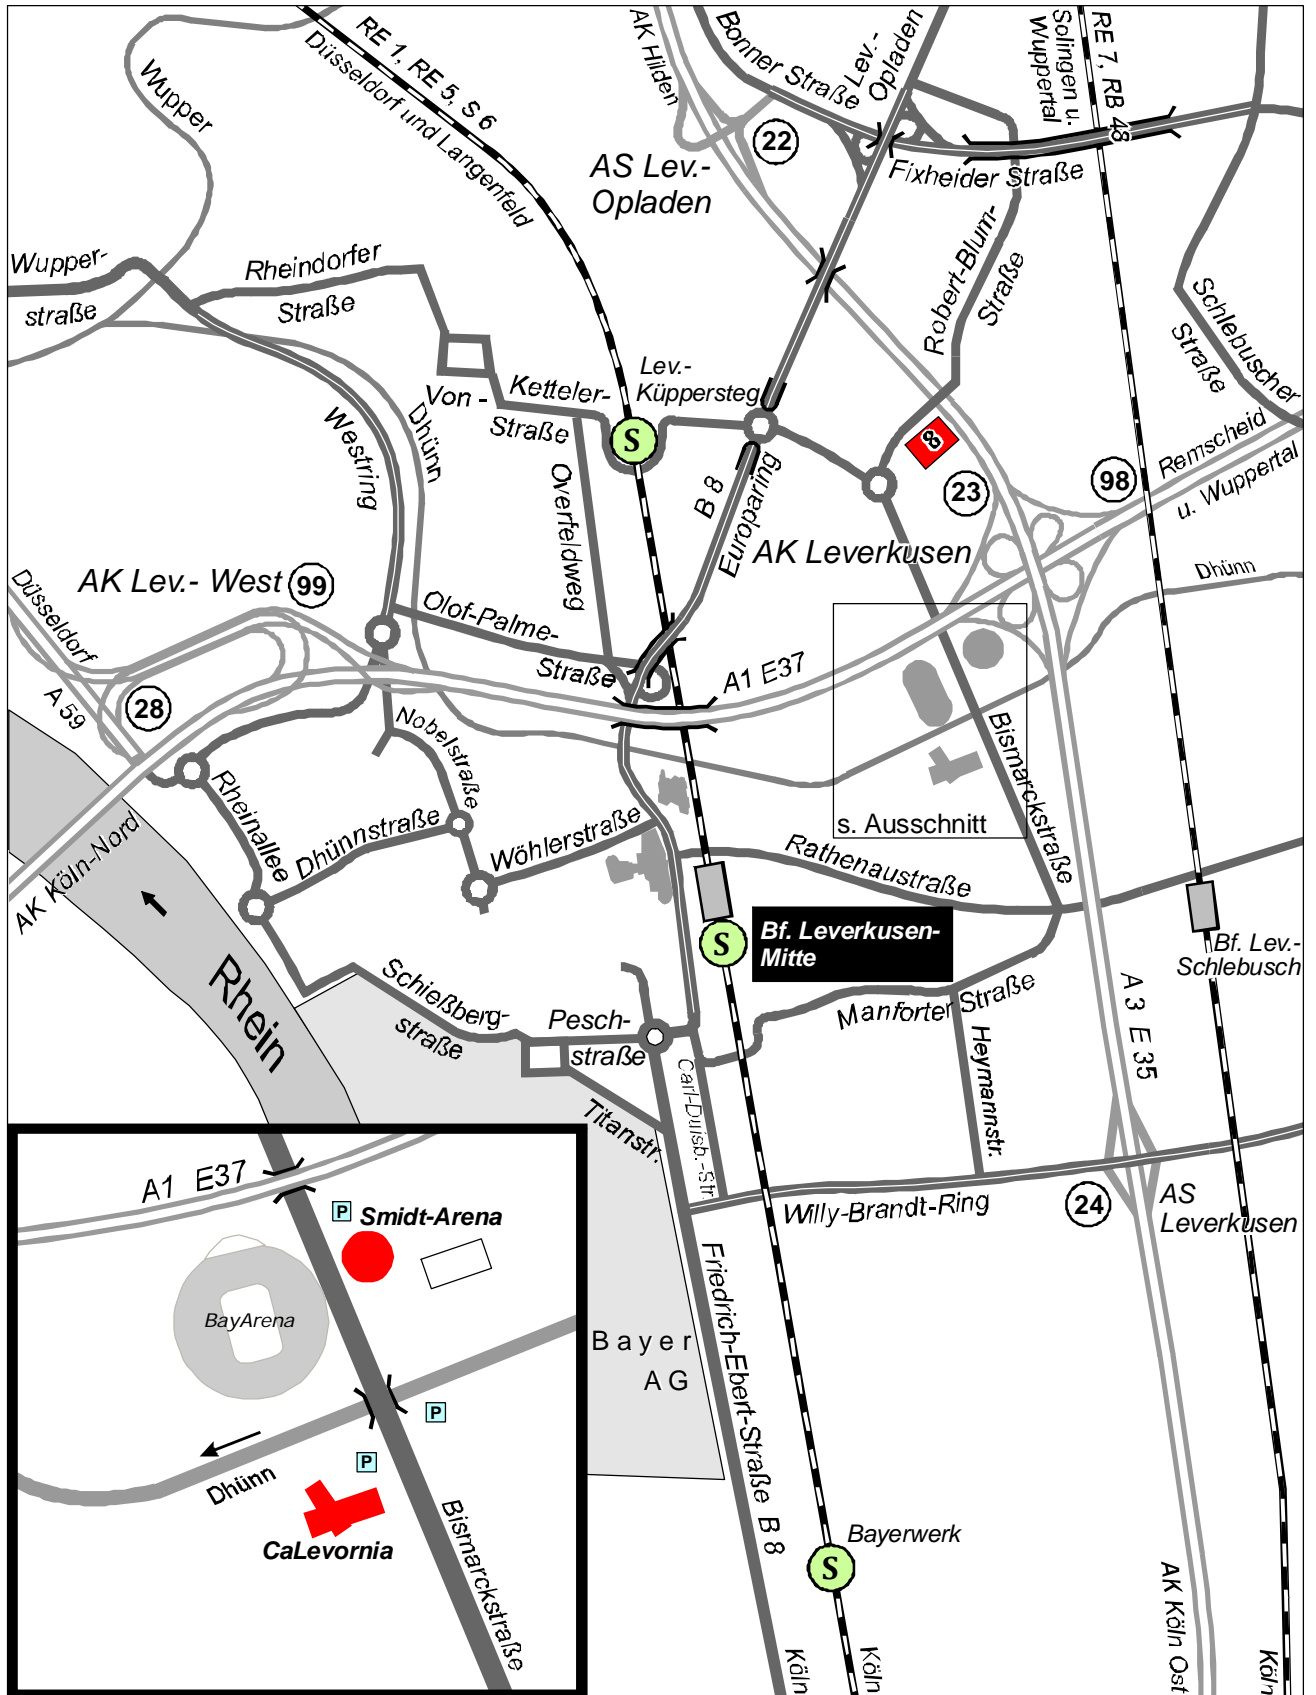 RE 1, RE 5, S 6
Düsseldorf und Langenfeld
AK Hilden
Bonner Straße
Lev.-
Opladen
Solingen u.
Wuppertal
RE 7, RB 48
Wupper
22
AS Lev.-
Opladen
Fixheider Straße
Wupper-
straße
Rheindorfer
Straße
Robert-Blum-
Straße
Schlebuscher
Straße
Lev.-
Küppersteg
Von -
Ketteler-
Straße
S
8
Westring
Dhünn
Overfeldweg
B 8
Europaring
23
98
Remscheid
u. Wuppertal
AK Leverkusen
Dhünn
AK Lev.- West
99
Düsseldorf
A 59
28
Olof-Palme-
Straße
A1 E37
Nobelstraße
Bismarckstraße
s. Ausschnitt
Rheinallee
Dhünnstraße
Wöhlerstraße
Rathenaustraße
AK Köln-Nord
Rhein
S
Bf. Leverkusen-
Mitte
Bf. Lev.-
Schlebusch
Schießberg-
straße
Pesch-
straße
Manforter Straße
Heymannstr.
A 3 E 35
Titanstr.
Carl-Duisb.-Str.
Willy-Brandt-Ring
24
AS
Leverkusen
Friedrich-Ebert-Straße B 8
Bayer
AG
A1 E37
P
Smidt-Arena
BayArena
P
P
Dhünn
CaLevornia
Bismarckstraße
Bayerwerk
S
Köln
Köln
AK Köln Ost
Köln